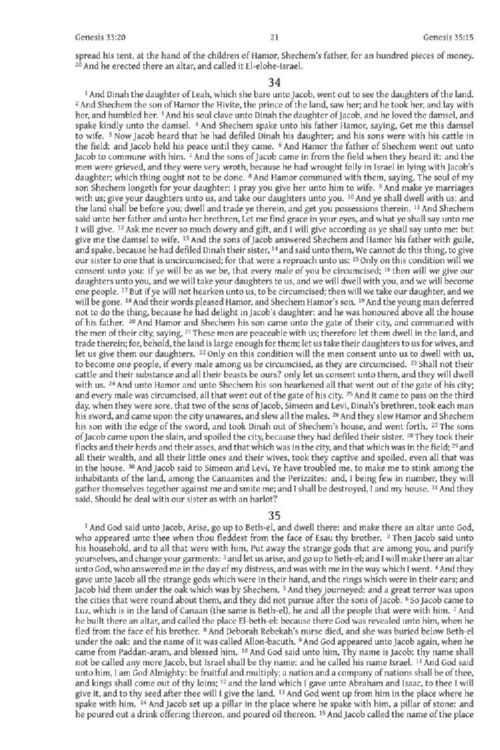 Genesis 33:20 21 Genesis 35:15
spread his tent, at the hand of the children of Hamor, Shechem's father, for an hundred pieces of money.
20 And he erected there an altar, and called it El-elohe-Israel.
34
1 And Dinah the daughter of Leah, which she bare unto Jacob, went out to see the daughters of the land.
2 And Shechem the son of Hamor the Hivite, the prince of the land, saw her; and he took her, and lay with
her, and humbled her. 3 And his soul clave unto Dinah the daughter of Jacob, and he loved the damsel, and
spake kindly unto the damsel. 4 And Shechem spake unto his father Hamor, saying, Get me this damsel
to wife. 5 Now Jacob heard that he had defiled Dinah his daughter; and his sons were with his cattle in
the field: and Jacob held his peace until they came. 6 And Hamor the father of Shechem went out unto
Jacob to commune with him. 7 And the sons of Jacob came in from the field when they heard it: and the
men were grieved, and they were very wroth, because he had wrought folly in Israel in lying with Jacob's
daughter; which thing ought not to be done. 8 And Hamor communed with them, saying, The soul of my
son Shechem longeth for your daughter: I pray you give her unto him to wife. 9 And make ye marriages
with us; give your daughters unto us, and take our daughters unto you. 10 And ye shall dwell with us: and
the land shall be before you; dwell and trade ye therein, and get you possessions therein. 11 And Shechem
said unto her father and unto her brethren, Let me find grace in your eyes, and what ye shall say unto me
I will give. 12 Ask me never so much dowry and gift, and I will give according as ye shall say unto me: but
give me the damsel to wife. 13 And the sons of Jacob answered Shechem and Hamor his father with guile,
and spake, because he had defiled Dinah their sister, 14 and said unto them, We cannot do this thing, to give
our sister to one that is uncircumcised; for that were a reproach unto us: 15 Only on this condition will we
consent unto you: if ye will be as we be, that every male of you be circumcised; 16 then will we give our
daughters unto you, and we will take your daughters to us, and we will dwell with you, and we will become
one people. 17 But if ye will not hearken unto us, to be circumcised; then will we take our daughter, and we
will be gone. 18 And their words pleased Hamor, and Shechem Hamor's son. 19 And the young man deferred
not to do the thing, because he had delight in Jacob's daughter: and he was honoured above all the house
of his father. 20 And Hamor and Shechem his son came unto the gate of their city, and communed with
the men of their city, saying, 21 These men are peaceable with us; therefore let them dwell in the land, and
trade therein; for, behold, the land is large enough for them; let us take their daughters to us for wives, and
let us give them our daughters. 22 Only on this condition will the men consent unto us to dwell with us,
to become one people, if every male among us be circumcised, as they are circumcised. 23 Shall not their
cattle and their substance and all their beasts be ours? only let us consent unto them, and they will dwell
with us. 24 And unto Hamor and unto Shechem his son hearkened all that went out of the gate of his city;
and every male was circumcised, all that went out of the gate of his city. 25 And it came to pass on the third
day, when they were sore, that two of the sons of Jacob, Simeon and Levi, Dinah's brethren, took each man
his sword, and came upon the city unawares, and slew all the males. 26 And they slew Hamor and Shechem
his son with the edge of the sword, and took Dinah out of Shechem's house, and went forth. 27 The sons
of Jacob came upon the slain, and spoiled the city, because they had defiled their sister. 28 They took their
flocks and their herds and their asses, and that which was in the city, and that which was in the field; 29 and
all their wealth, and all their little ones and their wives, took they captive and spoiled, even all that was
in the house. 30 And Jacob said to Simeon and Levi, Ye have troubled me, to make me to stink among the
inhabitants of the land, among the Canaanites and the Perizzites: and, I being few in number, they will
gather themselves together against me and smite me; and I shall be destroyed, I and my house. 31 And they
said, Should he deal with our sister as with an harlot?
35
1 And God said unto Jacob, Arise, go up to Beth-el, and dwell there: and make there an altar unto God,
who appeared unto thee when thou fleddest from the face of Esau thy brother. 2 Then Jacob said unto
his household, and to all that were with him, Put away the strange gods that are among you, and purify
yourselves, and change your garments: 3 and let us arise, and go up to Beth-el; and I will make there an altar
unto God, who answered me in the day of my distress, and was with me in the way which I went. 4 And they
gave unto Jacob all the strange gods which were in their hand, and the rings which were in their ears; and
Jacob hid them under the oak which was by Shechem. 5 And they journeyed: and a great terror was upon
the cities that were round about them, and they did not pursue after the sons of Jacob. 6 So Jacob came to
Luz, which is in the land of Canaan (the same is Beth-el), he and all the people that were with him. 7 And
he built there an altar, and called the place El-beth-el: because there God was revealed unto him, when he
fled from the face of his brother. 8 And Deborah Rebekah's nurse died, and she was buried below Beth-el
under the oak: and the name of it was called Allon-bacuth. 9 And God appeared unto Jacob again, when he
came from Paddan-aram, and blessed him. 10 And God said unto him, Thy name is Jacob: thy name shall
not be called any more Jacob, but Israel shall be thy name: and he called his name Israel. 11 And God said
unto him, I am God Almighty: be fruitful and multiply; a nation and a company of nations shall be of thee,
and kings shall come out of thy loins; 12 and the land which I gave unto Abraham and Isaac, to thee I will
give it, and to thy seed after thee will I give the land. 13 And God went up from him in the place where he
spake with him. 14 And Jacob set up a pillar in the place where he spake with him, a pillar of stone: and
he poured out a drink offering thereon, and poured oil thereon. 15 And Jacob called the name of the place